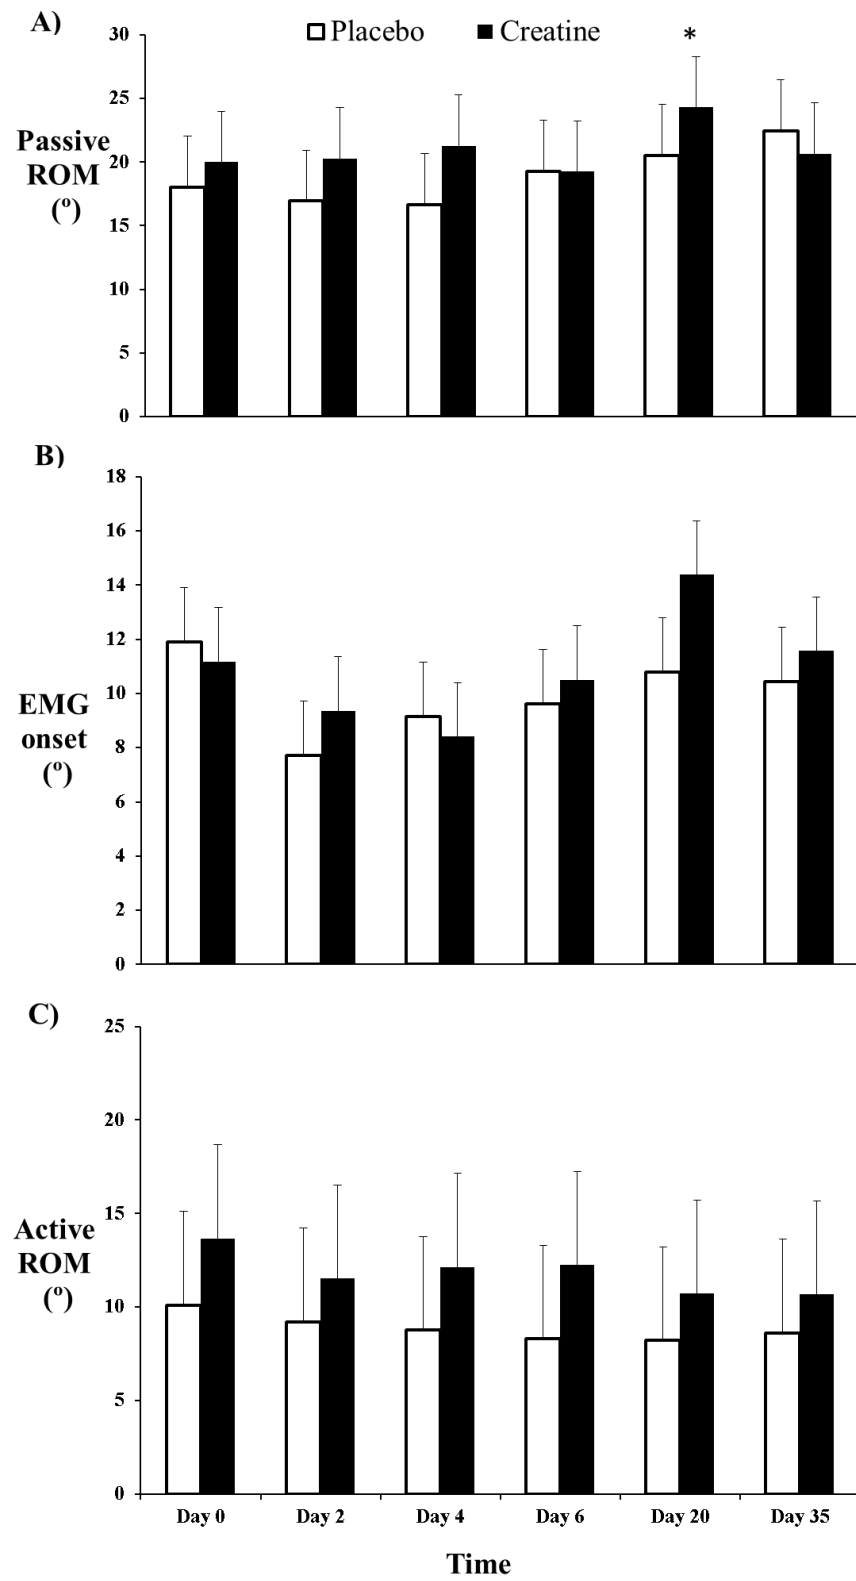 A)
Placebo Creatine
*
Passive
ROM
(º)
30
25
20
15
10
5
0
B)
EMG
onset
(º)
18
16
14
12
10
8
6
4
2
0
C)
Active
ROM
(º)
25
20
15
10
5
0
Day 0 Day 2 Day 4 Day 6 Day 20 Day 35
Time